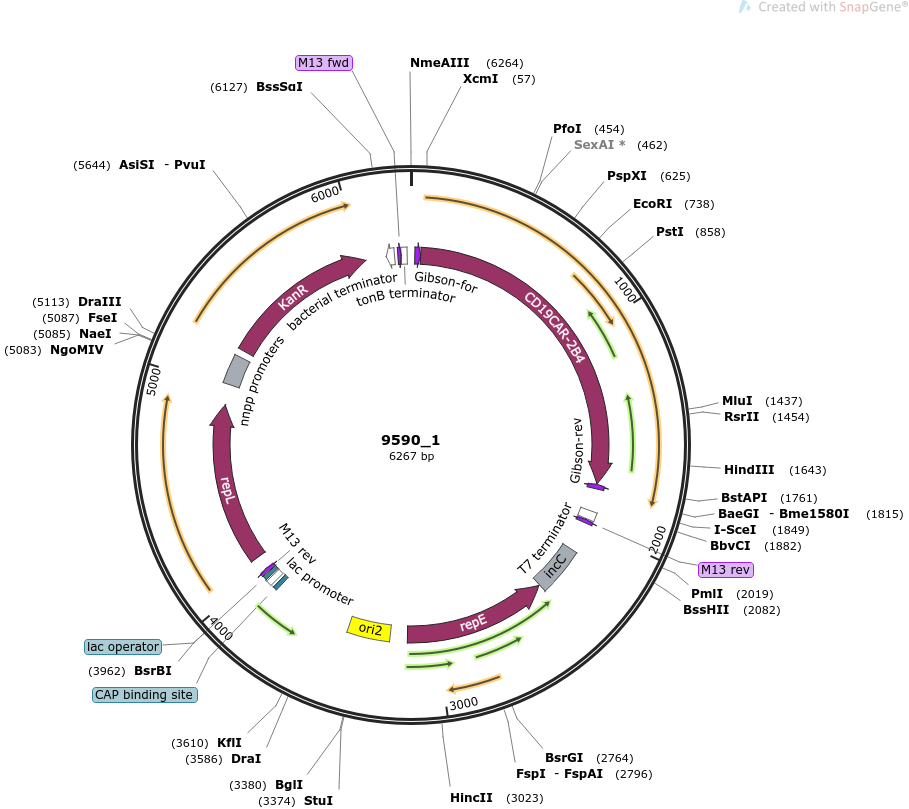 Created with SnapGene®
M13 fwd
NmeAIII (6264)
XcmI (57)
(6127) BssSαI
PfoI (454)
SexAI * (462)
(5644) AsiSI - PvuI
PspXI (625)
EcoRI (738)
PstI (858)
6000
1000
KanR
bacterial terminator
tonB terminator
Gibson-for
CD19CAR-2B4
(5113) DraIII
(5087) FseI
(5085) NaeI
(5083) NgoMIV
5000
nnpp promoters
MluI (1437)
RsrII (1454)
9590_1
6267 bp
Gibson-rev
HindIII (1643)
repL
BstAPI (1761)
BaeGI - Bme1580I (1815)
I-SceI (1849)
BbvCI (1882)
2000
M13 rev
lac promoter
T7 terminator
incC
M13 rev
PmlI (2019)
BssHII (2082)
4000
ori2
repE
lac operator
(3962) BsrBI
CAP binding site
3000
(3610) KflI
(3586) DraI
(3380) BglI
(3374) StuI
BsrGI (2764)
FspI - FspAI (2796)
HincII (3023)